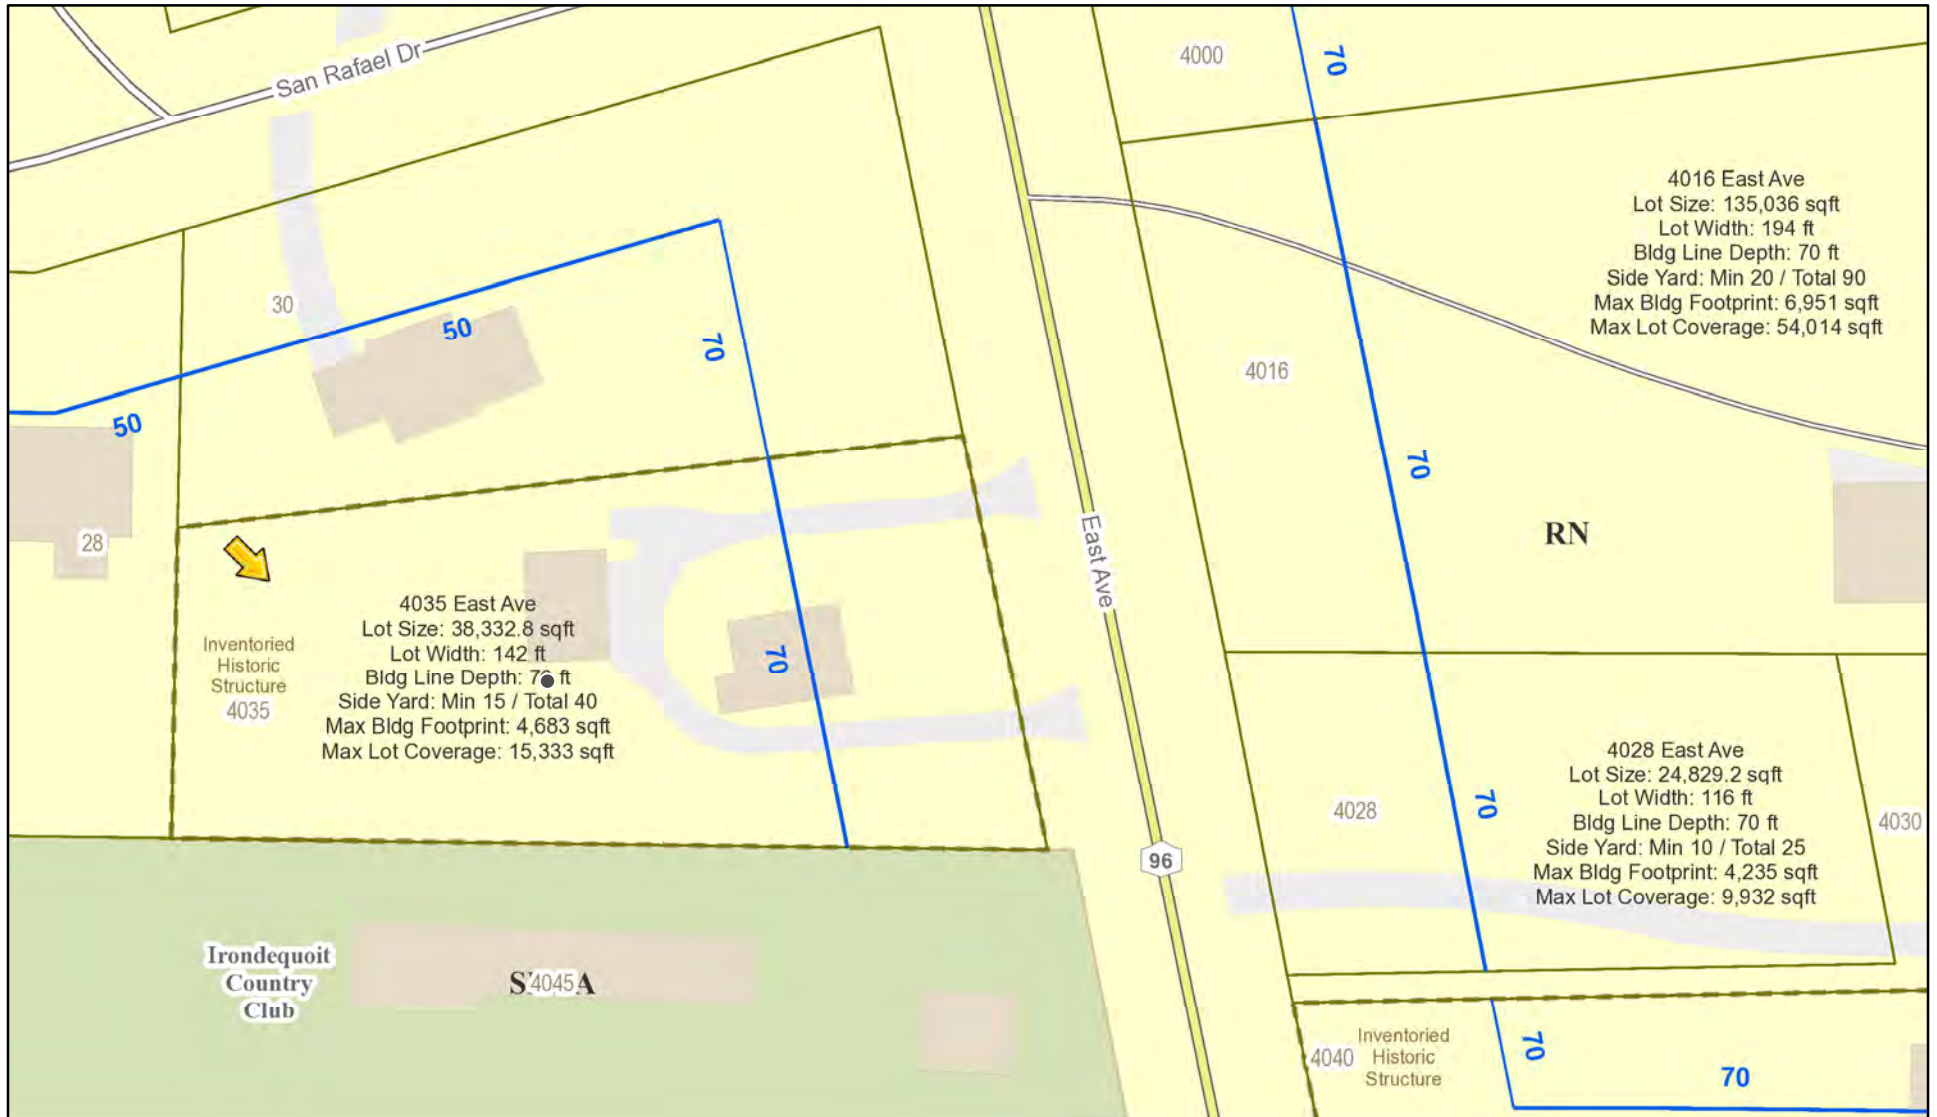 San Rafael Dr
4000
70
4016 East Ave
Lot Size: 135,036 sqft
Lot Width: 194 ft
Bldg Line Depth: 70 ft
Side Yard: Min 20 / Total 90
Max Bldg Footprint: 6,951 sqft
Max Lot Coverage: 54,014 sqft
30
50
70
4016
50
70
28
East Ave
RN
4035 East Ave
Lot Size: 38,332.8 sqft
Lot Width: 142 ft
Bldg Line Depth: ft
Side Yard: Min 15 / Total 40
Max Bldg Footprint: 4,683 sqft
Max Lot Coverage: 15,333 sqft
Inventoried
Historic
Structure
4035
70
4028 East Ave
Lot Size: 24,829.2 sqft
Lot Width: 116 ft
Bldg Line Depth: 70 ft
Side Yard: Min 10 / Total 25
Max Bldg Footprint: 4,235 sqft
Max Lot Coverage: 9,932 sqft
4028
70
4030
96
Irondequoit
Country
Club
4045
4040
Inventoried
Historic
Structure
70
70